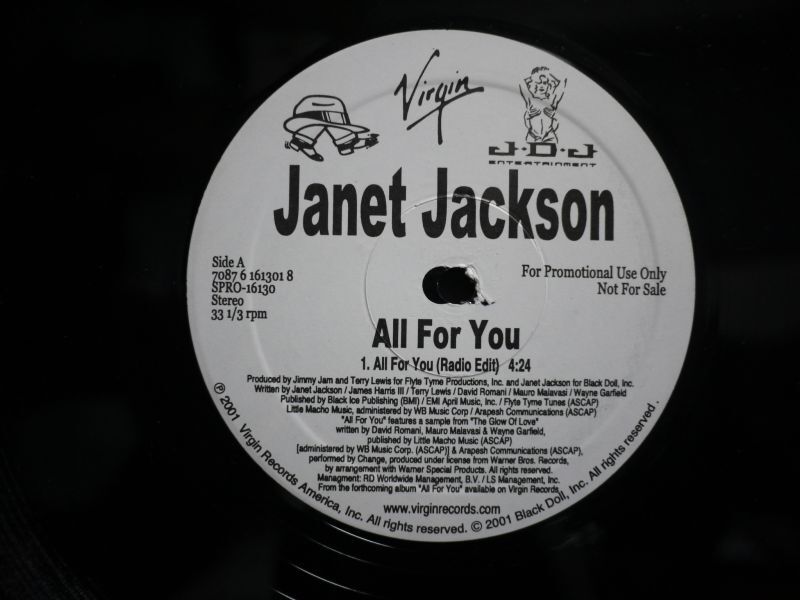 Virgin
J·D·J
ENTERTAINMENT
Janet Jackson
Side A
7087 6 161301 8
SPRO-16130
Stereo
33 1/3 rpm
For Promotional Use Only
Not For Sale
All For You
1. All For You (Radio Edit) 4:24
Produced by Jimmy Jam and Terry Lewis for Flyte Tyme Productions, Inc. and Janet Jackson for Black Doll, Inc.
Written by Janet Jackson / James Harris III / Terry Lewis / David Romani / Mauro Malavasi / Wayne Garfield
Published by Black Ice Publishing (BMI) / EMI April Music, Inc. / Flyte Tyme Tunes (ASCAP)
Little Macho Music, administered by WB Music Corp / Arapesh Communications (ASCAP)
"All For You" features a sample from "The Glow Of Love"
written by David Romani, Mauro Malavasi & Wayne Garfield,
published by Little Macho Music (ASCAP)
[administered by WB Music Corp. (ASCAP)] & Arapesh Communications (ASCAP),
performed by Change, produced under license from Warner Bros. Records,
by arrangement with Warner Special Products. All rights reserved.
Managment: RD Worldwide Management, B.V. / LS Management, Inc.
From the forthcoming album "All For You" available on Virgin Records
www.virginrecords.com
℗ 2001 Virgin Records America, Inc. All rights reserved. © 2001 Black Doll, Inc. All rights reserved.